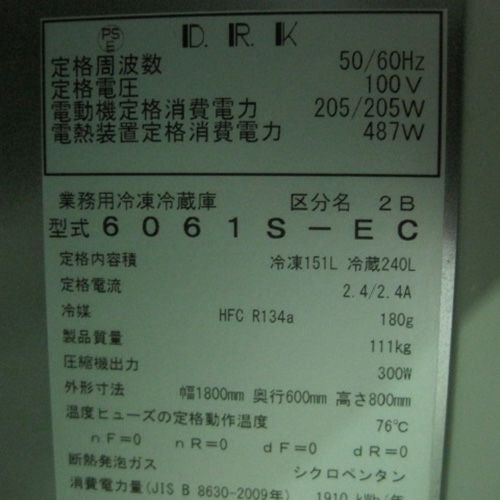 PS E D.R.K
定格周波数 50/60Hz
定格電圧 100V
電動機定格消費電力 205/205W
電熱装置定格消費電力 487W
業務用冷凍冷蔵庫 区分名 2B
型式 6061S-EC
定格内容積 冷凍151L 冷蔵240L
定格電流 2.4/2.4A
冷媒 HFC R134a 180g
製品質量 111kg
圧縮機出力 300W
外形寸法 幅1800mm 奥行600mm 高さ800mm
温度ヒューズの定格動作温度 76℃
nF=0 nR=0 dF=0 dR=0
断熱発泡ガス シクロペンタン
消費電力量(JIS B 8630-2009年) 1910 kWh/年